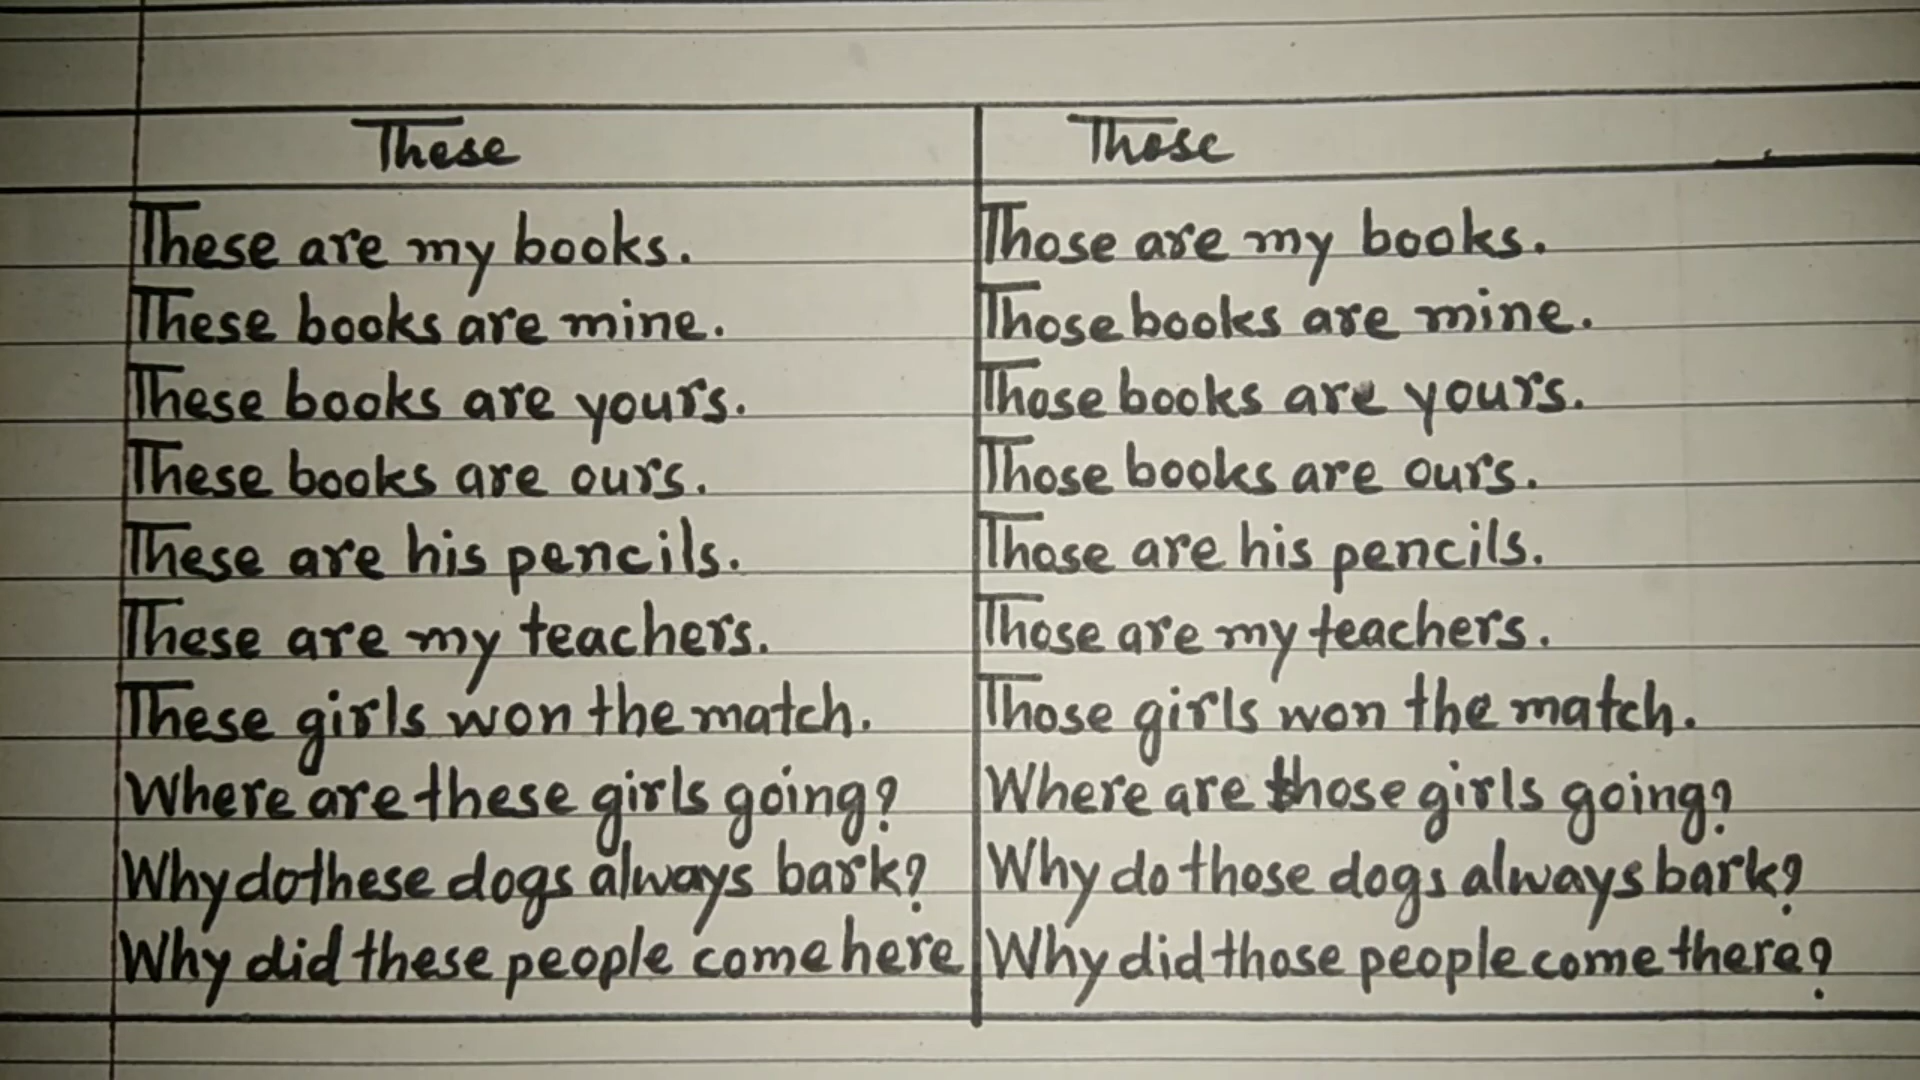 These Those
These are my books. Those are my books.
These books are mine. Those books are mine.
These books are yours. Those books are yours.
These books are ours. Those books are ours.
These are his pencils. Those are his pencils.
These are my teachers. Those are my teachers.
These girls won the match. Those girls won the match.
Where are these girls going? Where are those girls going?
Why do these dogs always bark? Why do those dogs always bark?
Why did these people come here Why did those people come there?